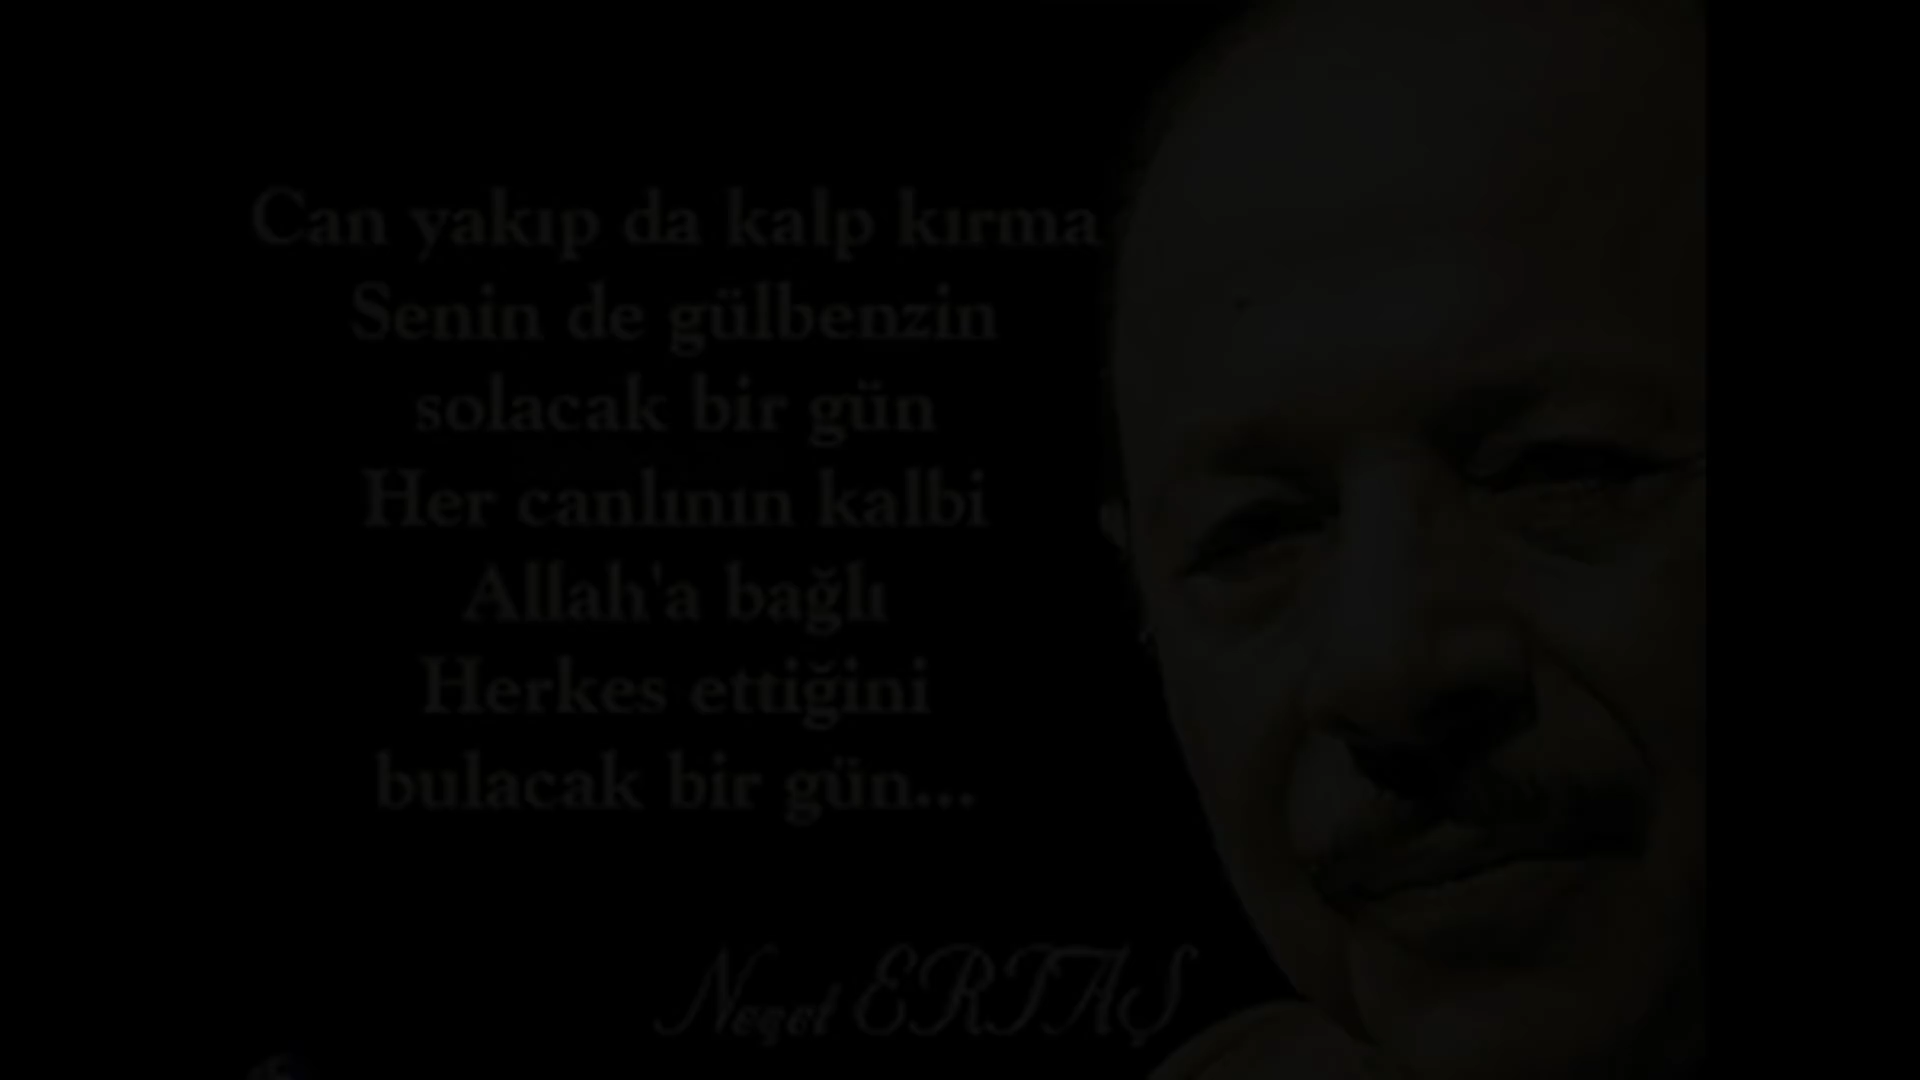 Can yakıp da kalp kırma
Senin de gülbenzin
solacak bir gün
Her canlının kalbi
Allah'a bağlı
Herkes ettiğini
bulacak bir gün...
Neşet ERTAŞ